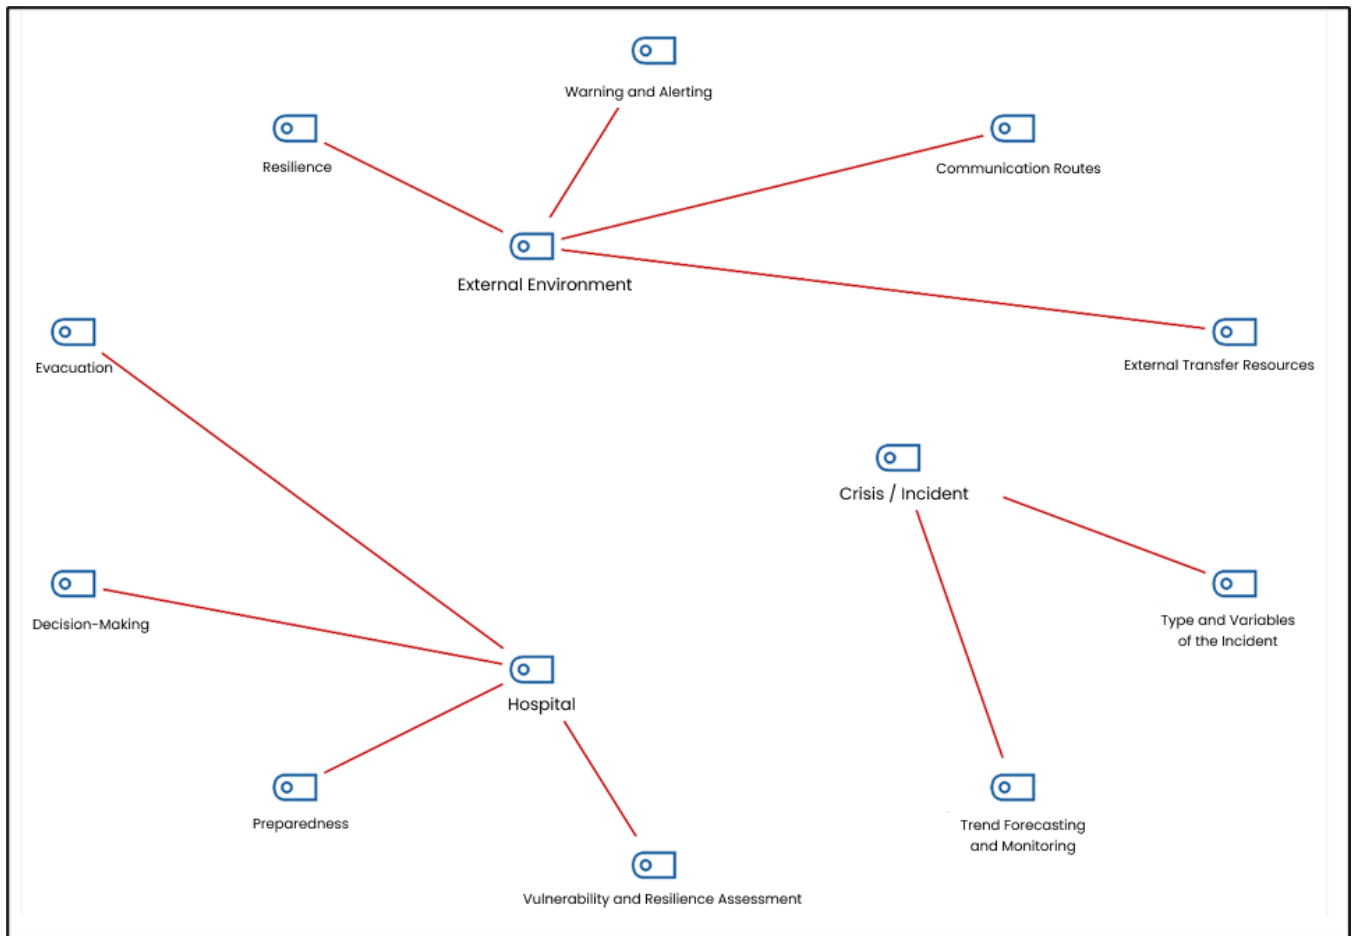 Warning and Alerting
Resilience
Communication Routes
External Environment
Evacuation
External Transfer Resources
Crisis / Incident
Decision-Making
Type and Variables
of the Incident
Hospital
Preparedness
Trend Forecasting
and Monitoring
Vulnerability and Resilience Assessment